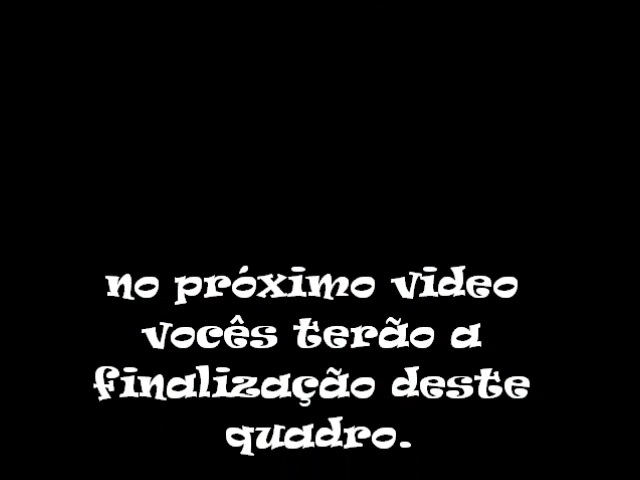 no próximo video
vocês terão a
finalização deste
quadro.